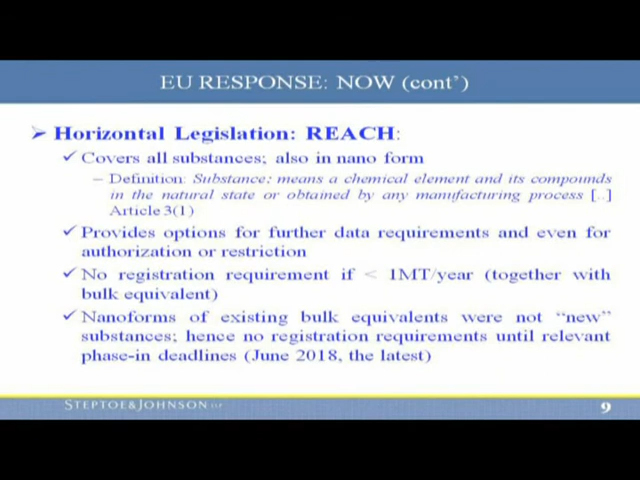 EU RESPONSE: NOW (cont')
➢ Horizontal Legislation: REACH:
✓ Covers all substances; also in nano form
– Definition: Substance: means a chemical element and its compounds
in the natural state or obtained by any manufacturing process [..]
Article 3(1)
✓ Provides options for further data requirements and even for
authorization or restriction
✓ No registration requirement if < 1MT/year (together with
bulk equivalent)
✓ Nanoforms of existing bulk equivalents were not “new”
substances; hence no registration requirements until relevant
phase-in deadlines (June 2018, the latest)
STEPTOE&JOHNSON LLP
9